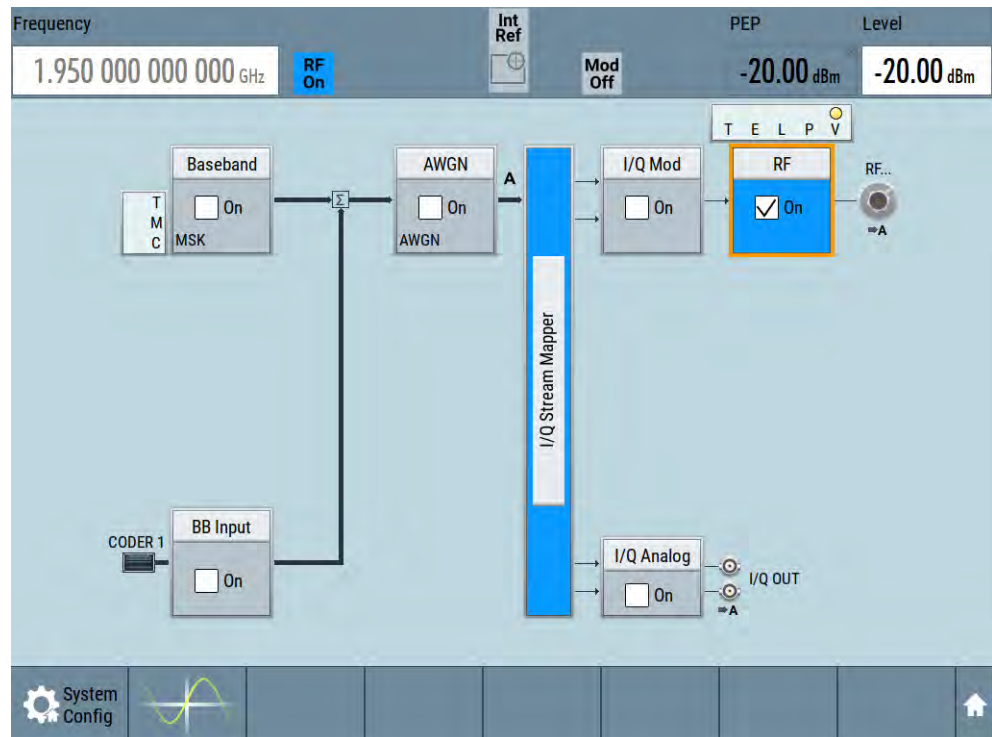 Frequency
Int
Ref
PEP
Level
1.950 000 000 000 GHz
RF
On
Mod
Off
-20.00 dBm
-20.00 dBm
T E L P V
Baseband
On
T
M
C
MSK
Σ
AWGN
On
AWGN
A
I/Q Mod
On
RF
On
RF...
⇒A
I/Q Stream Mapper
CODER 1
BB Input
On
I/Q Analog
On
I/Q OUT
⇒A
System
Config